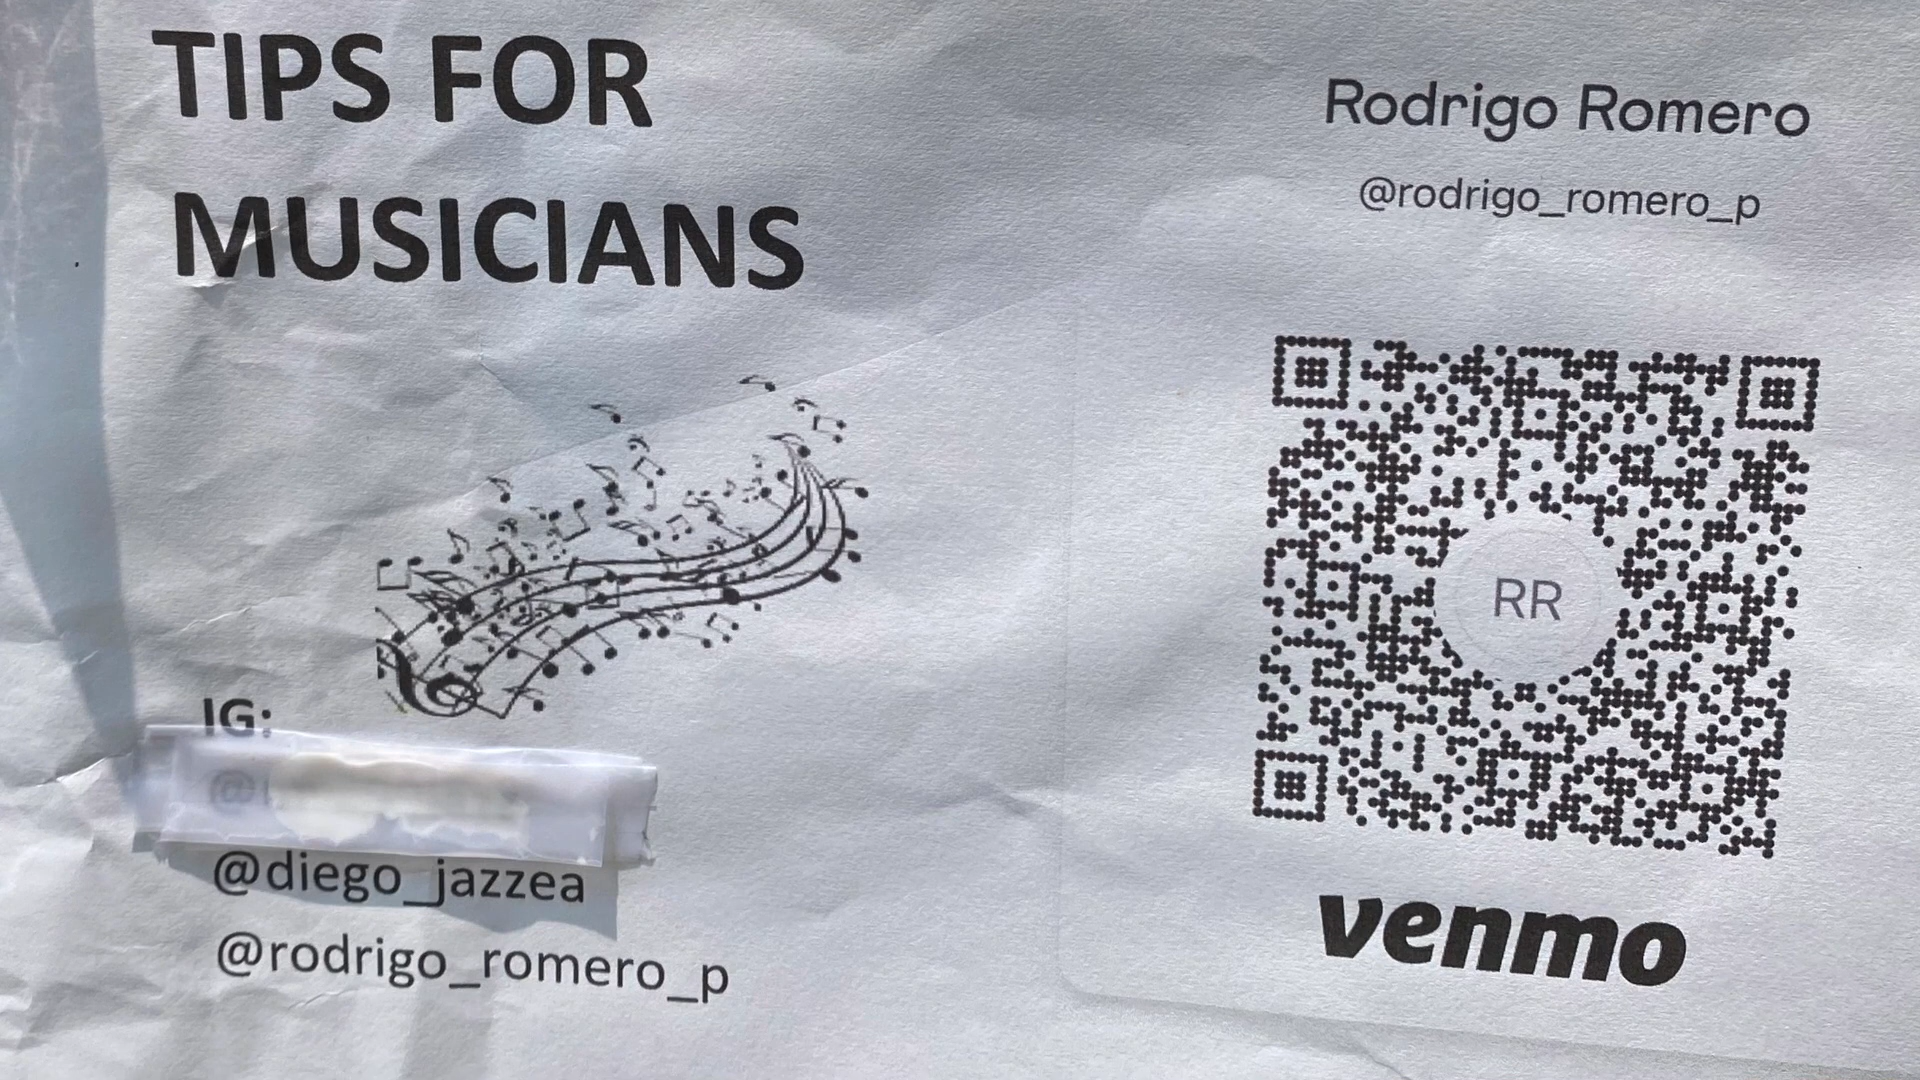 TIPS FOR
MUSICIANS
IG:
@diego_jazzea
@rodrigo_romero_p
Rodrigo Romero
@rodrigo_romero_p
RR
venmo